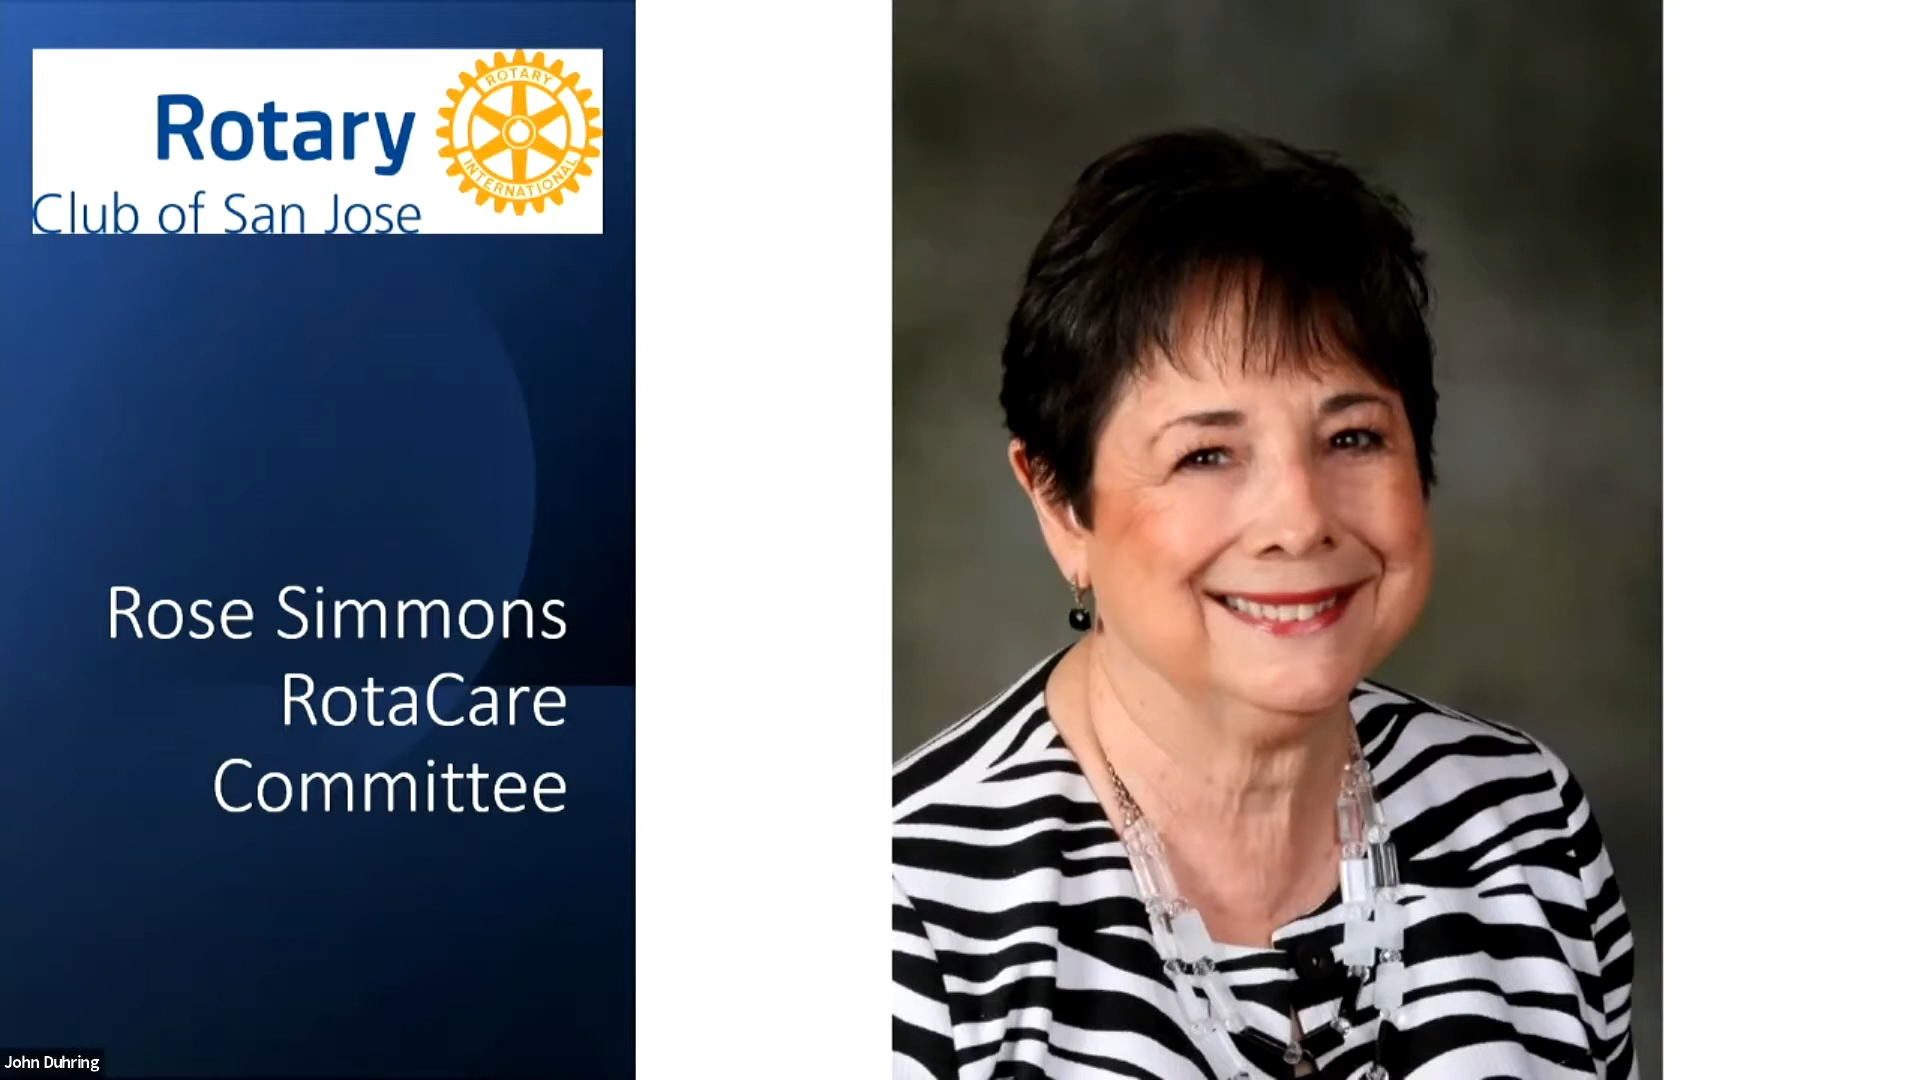 Rotary
Club of San Jose
ROTARY
INTERNATIONAL
Rose Simmons
RotaCare
Committee
John Duhring